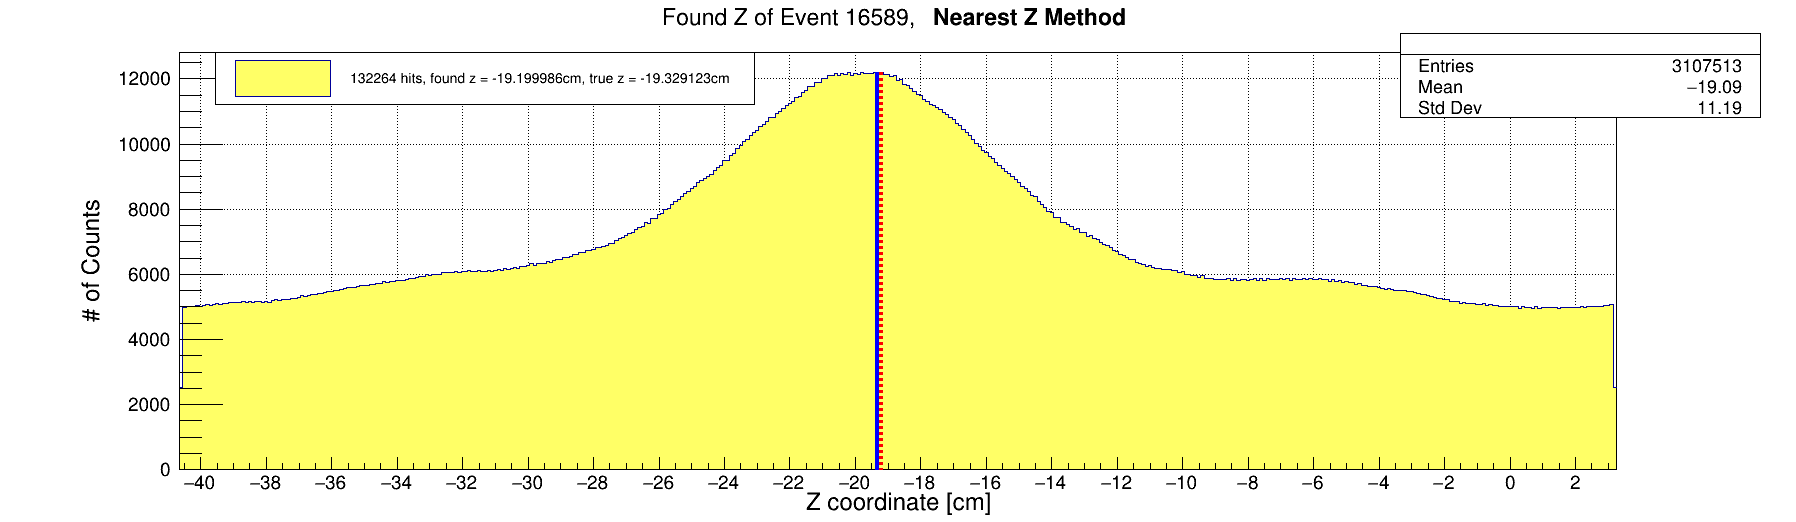 Found Z of Event 16589, Nearest Z Method
132264 hits, found z = -19.199986cm, true z = -19.329123cm
Entries 3107513
Mean −19.09
Std Dev 11.19
# of Counts
12000
10000
8000
6000
4000
2000
0
−40 −38 −36 −34 −32 −30 −28 −26 −24 −22 −20 −18 −16 −14 −12 −10 −8 −6 −4 −2 0 2
Z coordinate [cm]